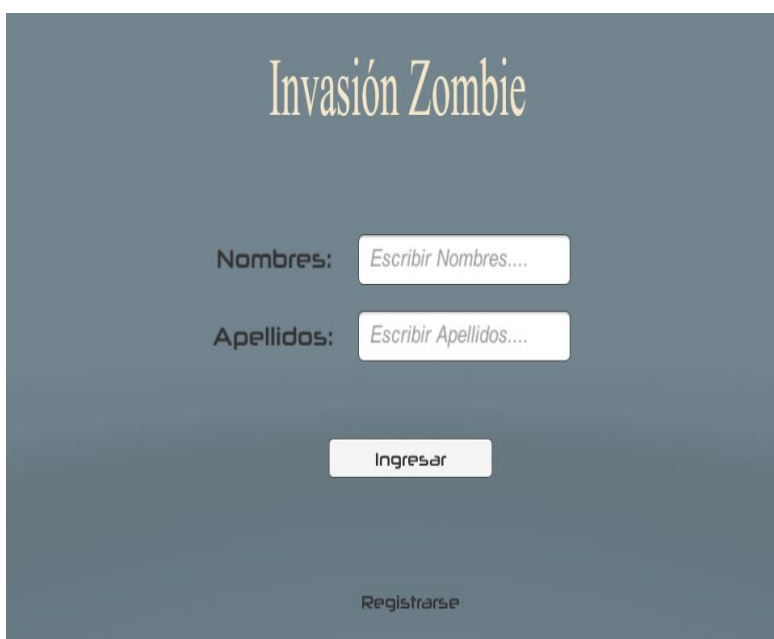 Invasión Zombie
Nombres: Escribir Nombres....
Apellidos: Escribir Apellidos....
Ingresar
Registrarse